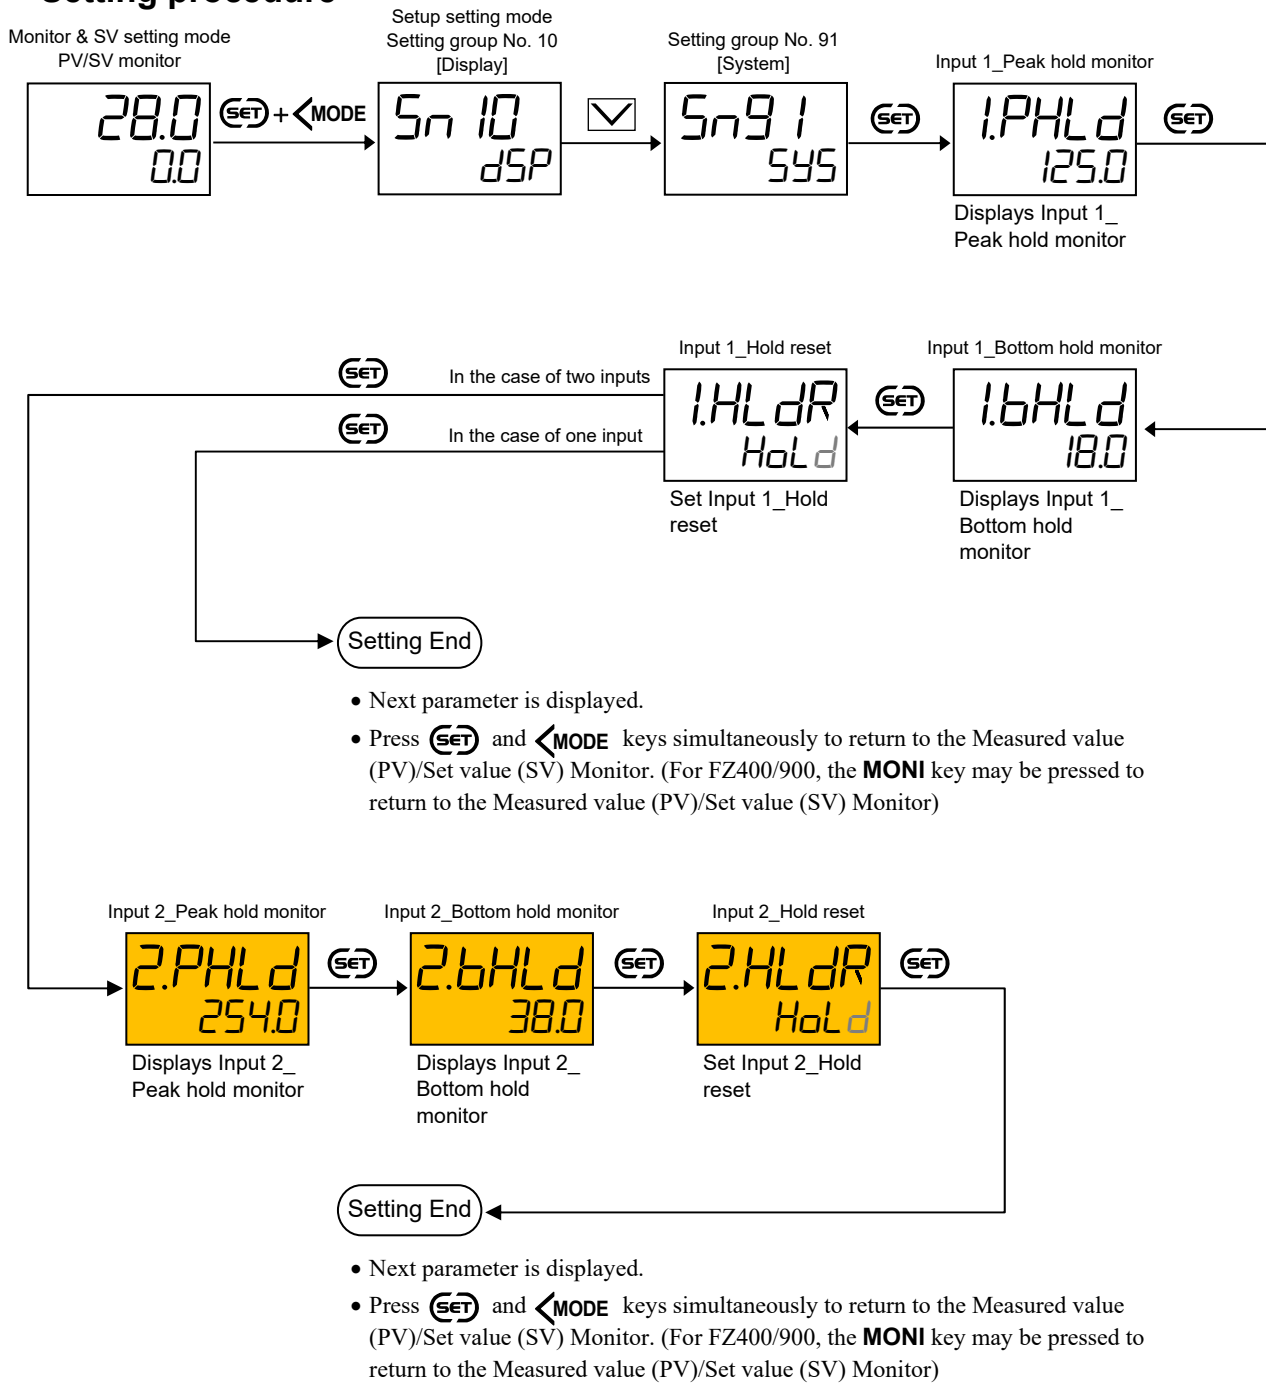 Setting procedure
Monitor & SV setting mode
PV/SV monitor
28.0
0.0
SET + <MODE
Setup setting mode
Setting group No. 10
[Display]
Sn 10
dSP
Setting group No. 91
[System]
Sn91
SYS
SET
Input 1_Peak hold monitor
1.PHLd
125.0
Displays Input 1_
Peak hold monitor
SET
Input 1_Bottom hold monitor
1.bHLd
18.0
Displays Input 1_
Bottom hold
monitor
SET
Input 1_Hold reset
1.HLdR
HoLd
Set Input 1_Hold
reset
SET
In the case of two inputs
SET
In the case of one input
Setting End
• Next parameter is displayed.
• Press SET and <MODE keys simultaneously to return to the Measured value
(PV)/Set value (SV) Monitor. (For FZ400/900, the MONI key may be pressed to
return to the Measured value (PV)/Set value (SV) Monitor)
Input 2_Peak hold monitor
2.PHLd
254.0
Displays Input 2_
Peak hold monitor
SET
Input 2_Bottom hold monitor
2.bHLd
38.0
Displays Input 2_
Bottom hold
monitor
SET
Input 2_Hold reset
2.HLdR
HoLd
Set Input 2_Hold
reset
SET
Setting End
• Next parameter is displayed.
• Press SET and <MODE keys simultaneously to return to the Measured value
(PV)/Set value (SV) Monitor. (For FZ400/900, the MONI key may be pressed to
return to the Measured value (PV)/Set value (SV) Monitor)